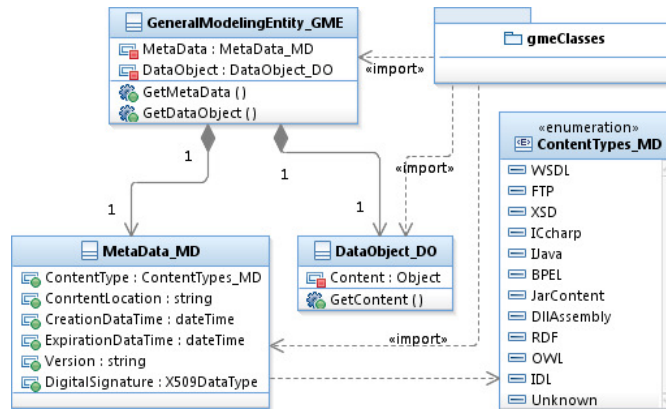 GeneralModelingEntity_GME
MetaData : MetaData_MD
DataObject : DataObject_DO
GetMetaData ( )
GetDataObject ( )
gmeClasses
«import»
«import»
«import»
1
1
1
1
«enumeration»
ContentTypes_MD
WSDL
FTP
XSD
ICcharp
IJava
BPEL
JarContent
DllAssembly
RDF
OWL
IDL
Unknown
MetaData_MD
ContentType : ContentTypes_MD
ConrtentLocation : string
CreationDataTime : dateTime
ExpirationDataTime : dateTime
Version : string
DigitalSignature : X509DataType
DataObject_DO
Content : Object
GetContent ( )